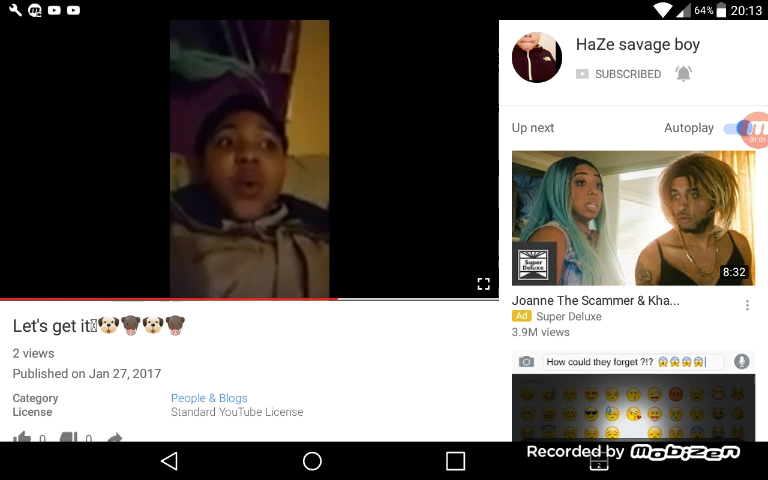 64% 20:13
HaZe savage boy
SUBSCRIBED
Up next Autoplay
Super Deluxe
8:32
Let's get it
2 views
Published on Jan 27, 2017
Category People & Blogs
License Standard YouTube License
0 0
Joanne The Scammer & Kha...
Ad Super Deluxe
3.9M views
How could they forget ?!? 😱😱😱😱
Recorded by mobizen